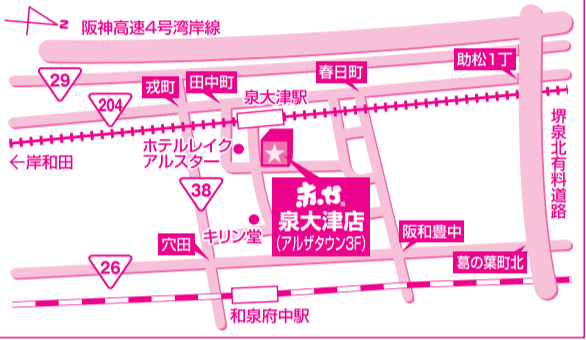 N
阪神高速4号湾岸線
29
204
戎町
田中町
春日町
助松1丁
泉大津駅
ホテルレイク
アルスター
←岸和田
堺泉北有料道路
38
赤から
泉大津店
(アルザタウン3F)
キリン堂
穴田
阪和豊中
葛の葉町北
26
和泉府中駅